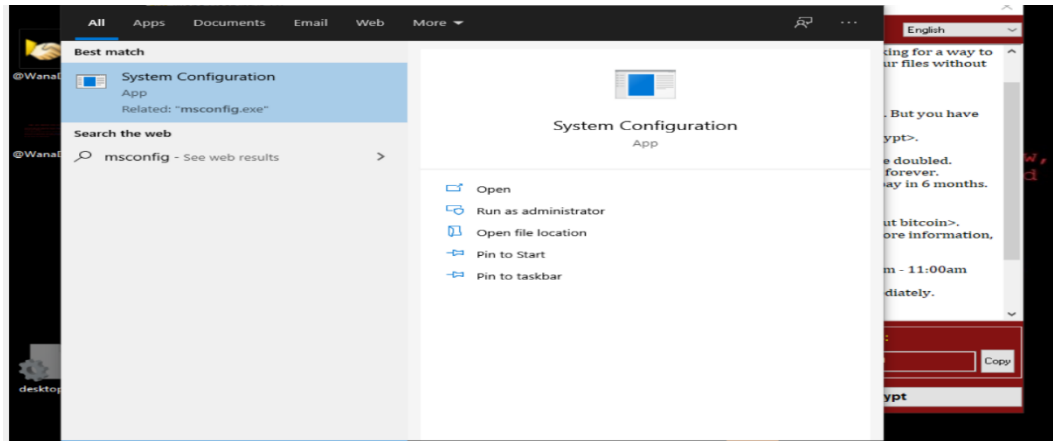 All Apps Documents Email Web More
Best match
System Configuration
App
Related: "msconfig.exe"
Search the web
msconfig - See web results
System Configuration
App
Open
Run as administrator
Open file location
Pin to Start
Pin to taskbar
@Wana
@Wana
desktop
English
king for a way to
ur files without
. But you have
ypt>.
e doubled.
forever.
ay in 6 months.
ut bitcoin>.
ore information,
m - 11:00am
diately.
:
Copy
ypt
w,
d